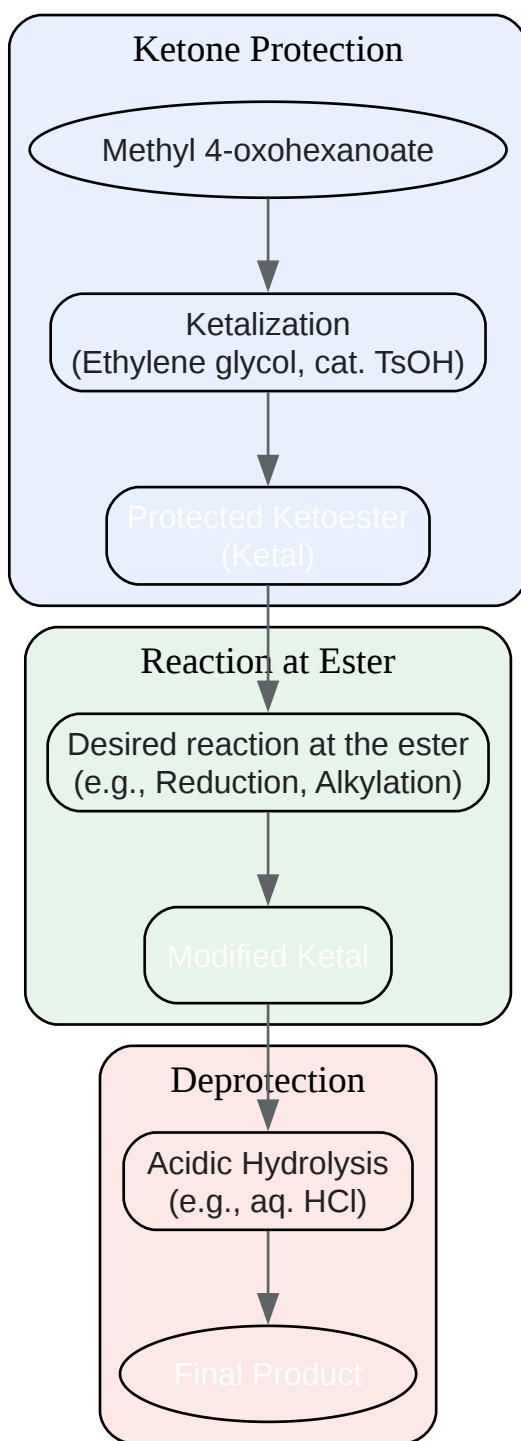 Ketone Protection
Methyl 4-oxohexanoate
Ketalization
(Ethylene glycol, cat. TsOH)
Protected Ketoester
(Ketal)
Reaction at Ester
Desired reaction at the ester
(e.g., Reduction, Alkylation)
Modified Ketal
Deprotection
Acidic Hydrolysis
(e.g., aq. HCl)
Final Product